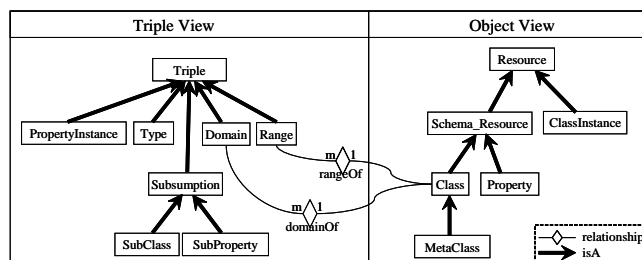 Triple View
Object View
Triple
Resource
PropertyInstance
Type
Domain
Range
Schema_Resource
ClassInstance
m 1
rangeOf
Subsumption
Class
Property
m 1
domainOf
SubClass
SubProperty
MetaClass
relationship
isA